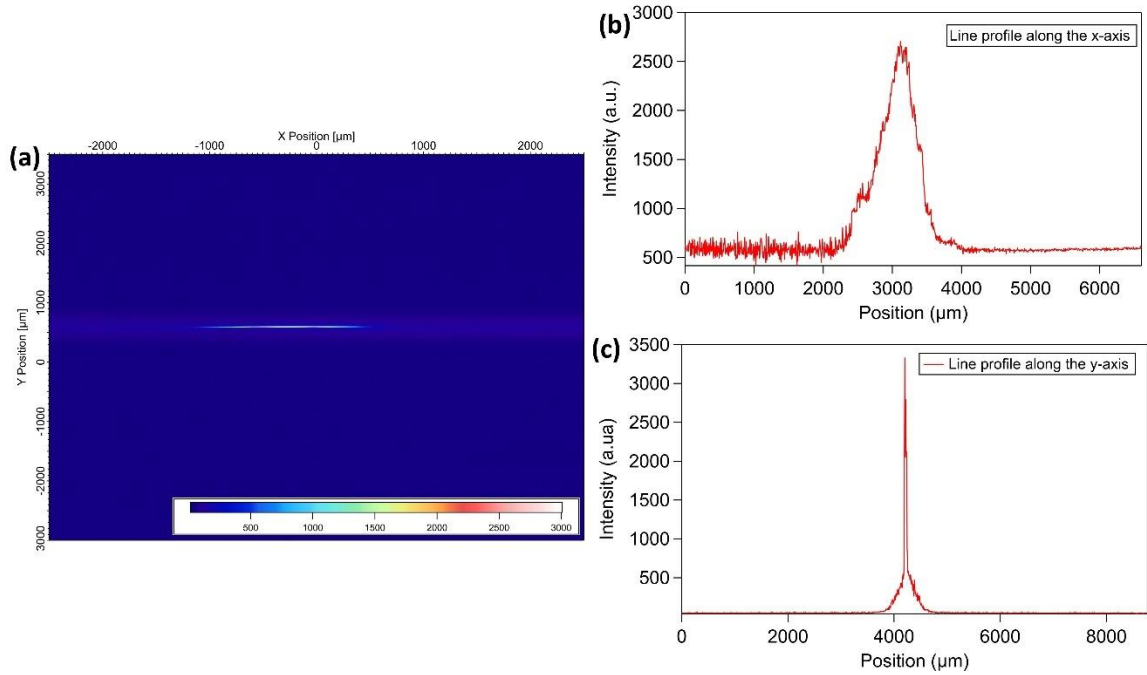 (a)
X Position [µm]
-2000 -1000 0 1000 2000
Y Position [µm]
3000
2000
1000
0
-1000
-2000
3000
500 1000 1500 2000 2500 3000
(b)
Line profile along the x-axis
Intensity (a.u.)
3000
2500
2000
1500
1000
500
0 1000 2000 3000 4000 5000 6000
Position (µm)
(c)
Line profile along the y-axis
Intensity (a.ua)
3500
3000
2500
2000
1500
1000
500
0 2000 4000 6000 8000
Position (µm)